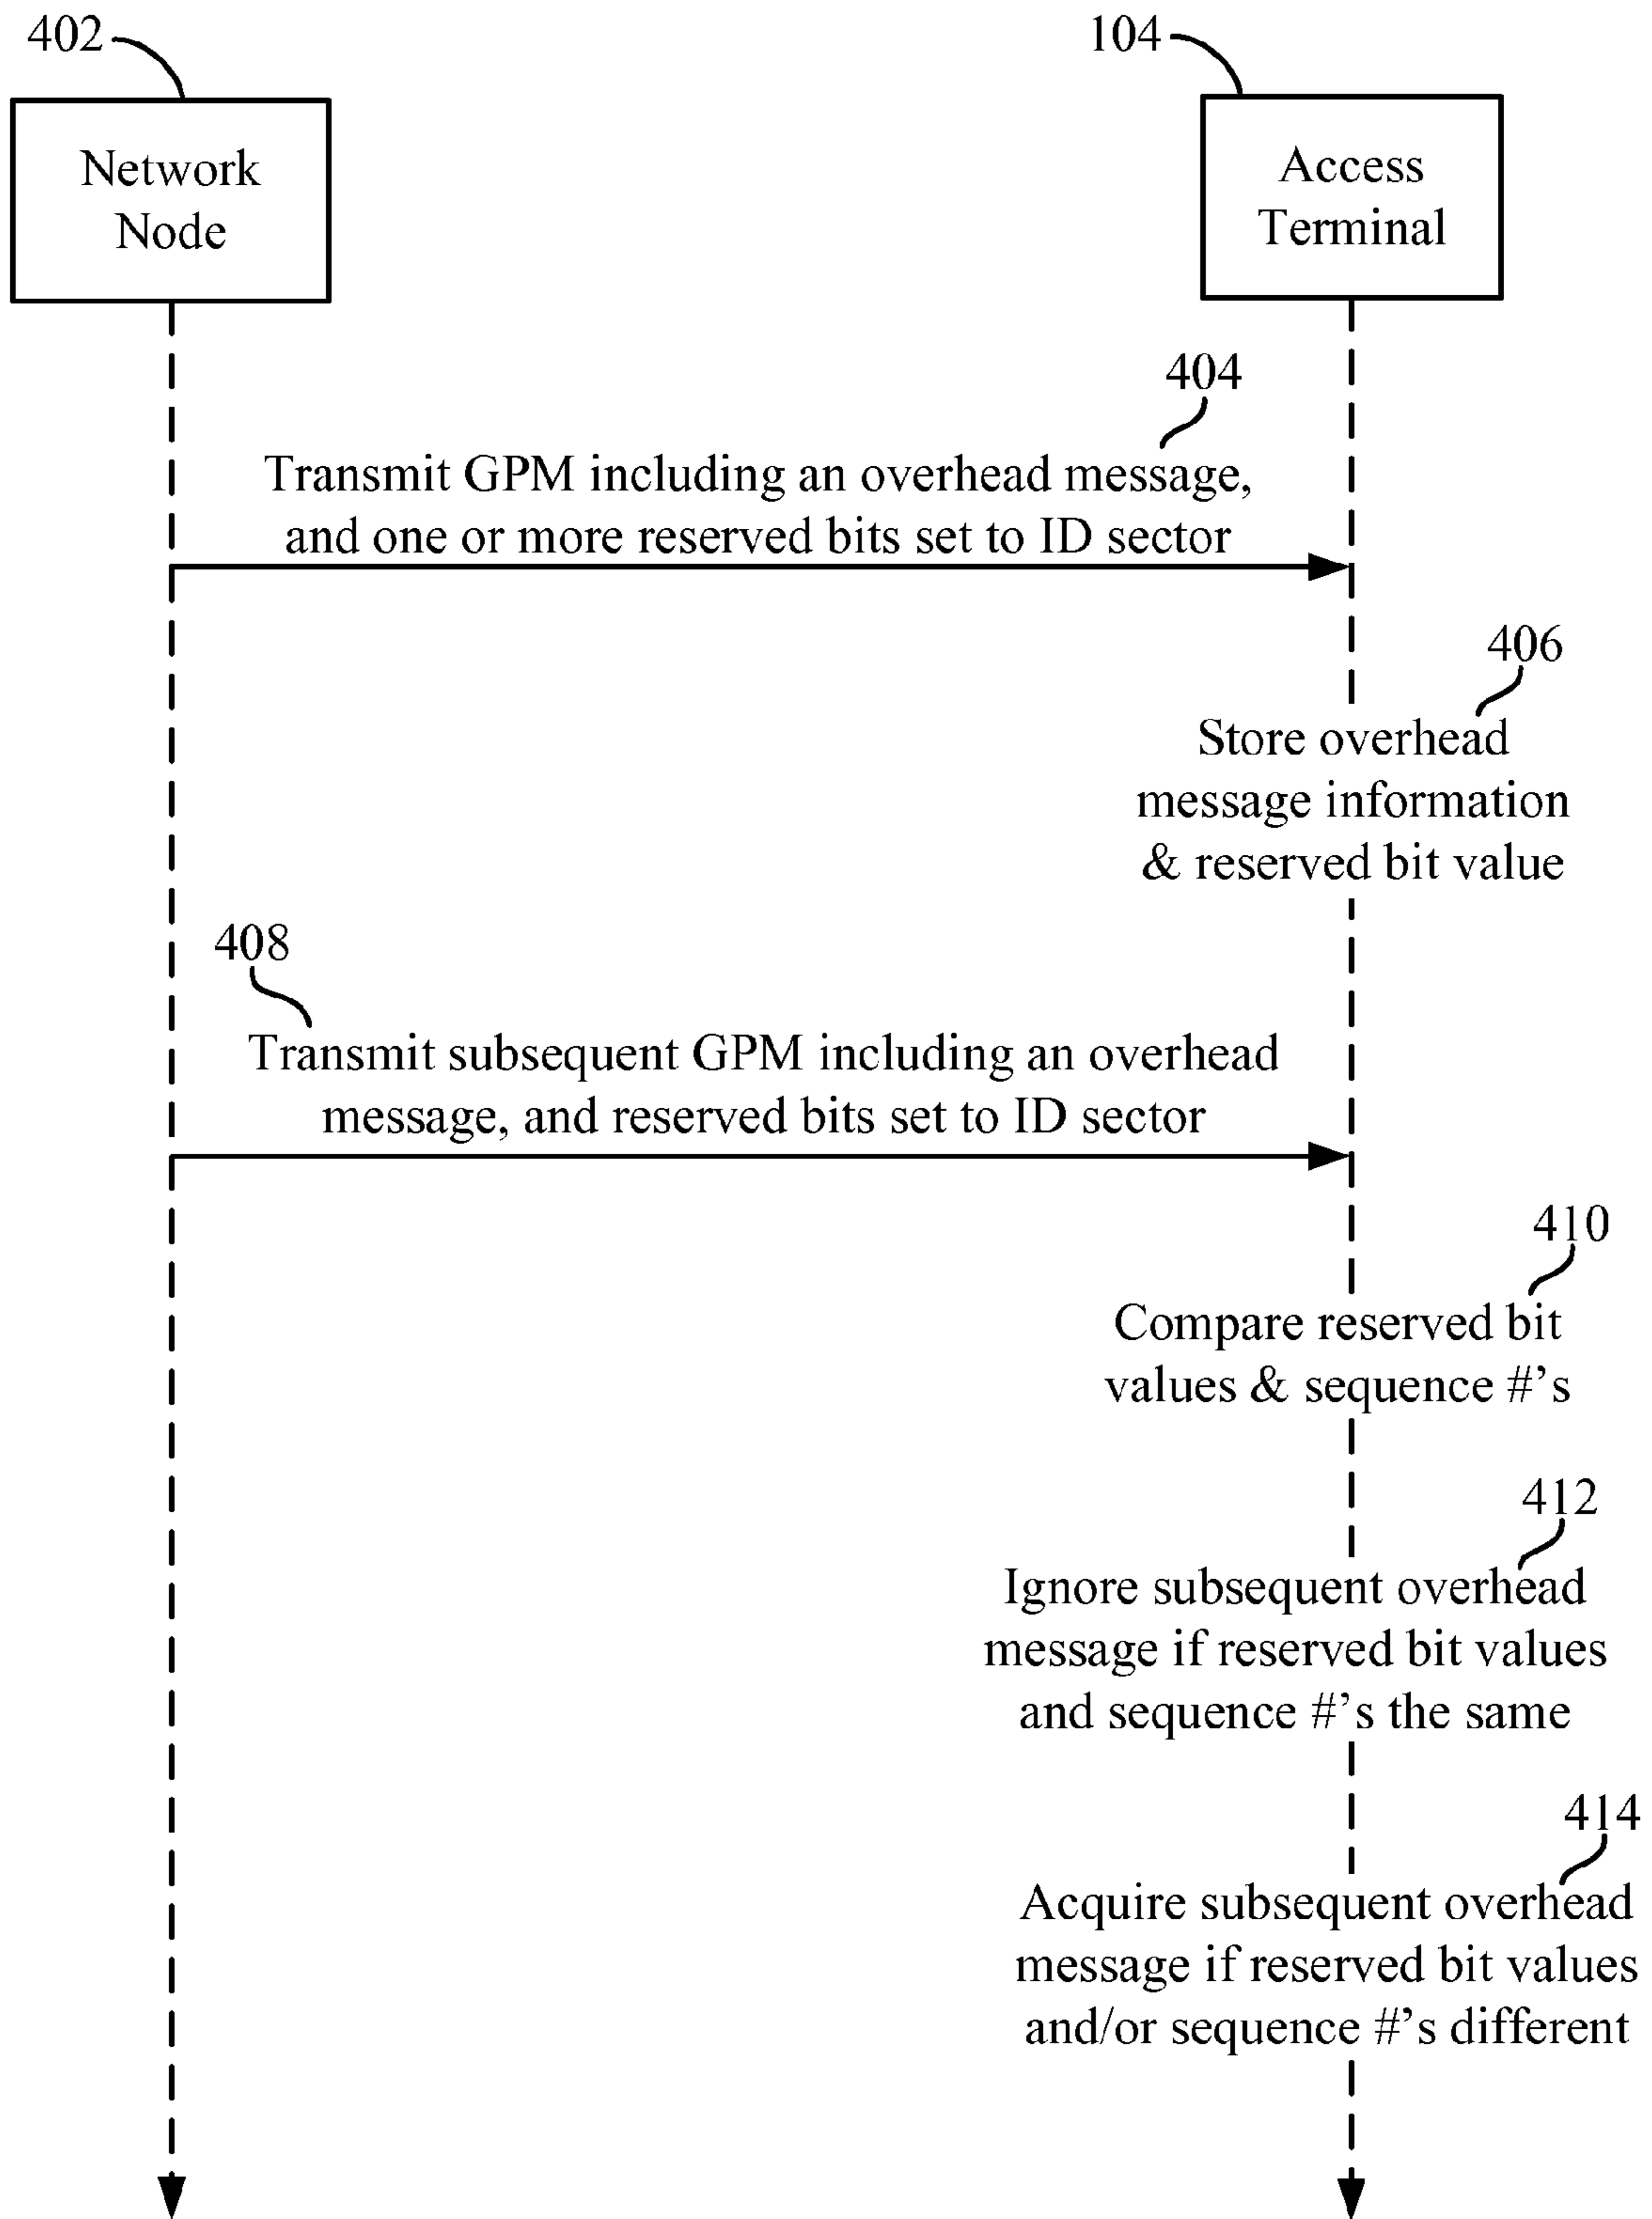 402
104
Network
Node
Access
Terminal
404
Transmit GPM including an overhead message,
and one or more reserved bits set to ID sector
406
Store overhead
message information
& reserved bit value
408
Transmit subsequent GPM including an overhead
message, and reserved bits set to ID sector
410
Compare reserved bit
values & sequence #’s
412
Ignore subsequent overhead
message if reserved bit values
and sequence #’s the same
414
Acquire subsequent overhead
message if reserved bit values
and/or sequence #’s different